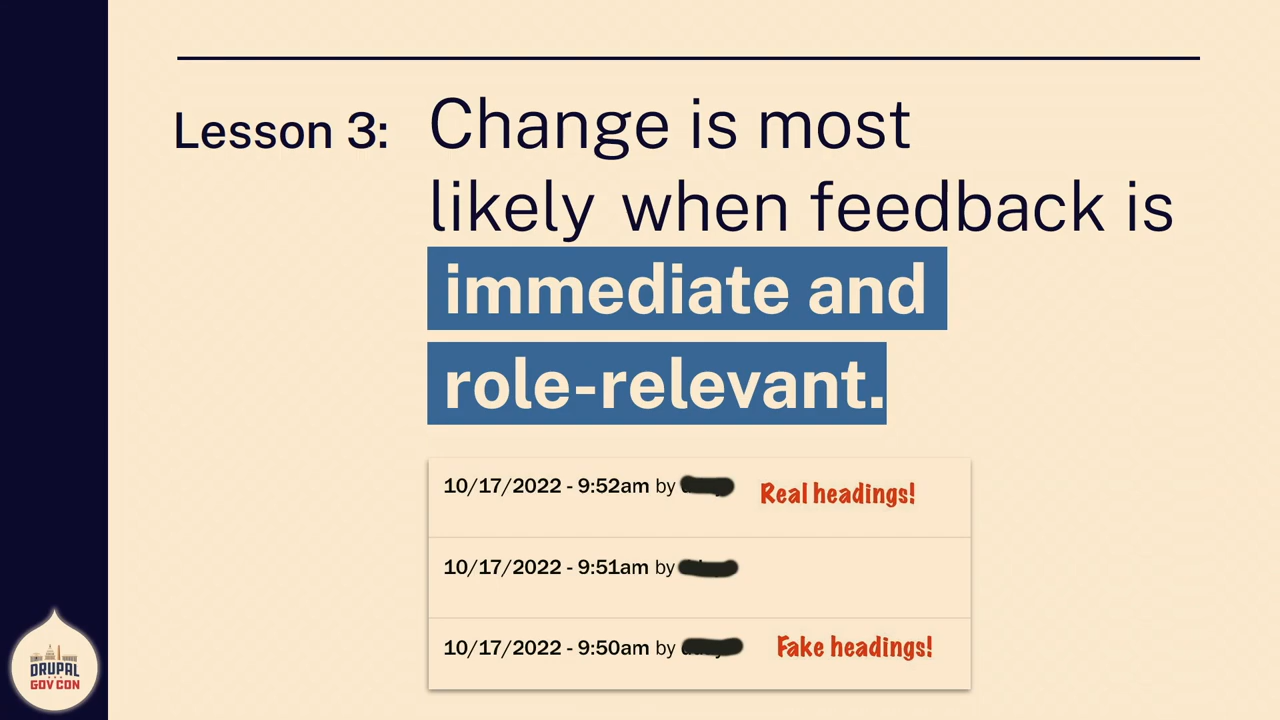 Lesson 3: Change is most
likely when feedback is
immediate and
role-relevant.
10/17/2022 - 9:52am by
Real headings!
10/17/2022 - 9:51am by
10/17/2022 - 9:50am by
Fake headings!
DRUPAL
GOV CON